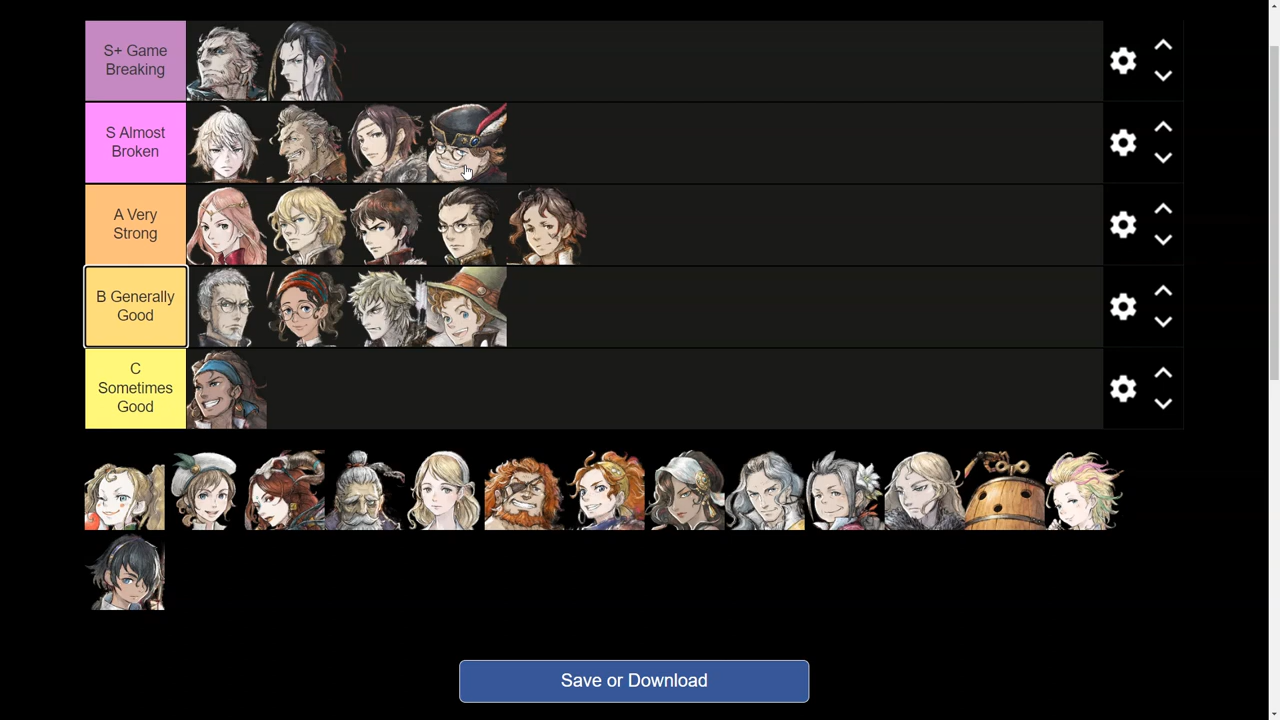 S+ Game
Breaking
S Almost
Broken
A Very
Strong
B Generally
Good
C
Sometimes
Good
Save or Download